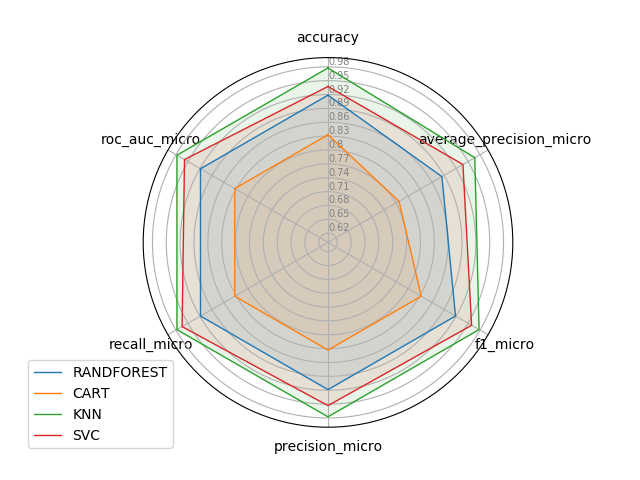 accuracy
0.98
0.95
0.92
0.89
0.86
0.83
0.8
0.77
0.74
0.71
0.68
0.65
0.62
roc_auc_micro
average_precision_micro
recall_micro
f1_micro
precision_micro
RANDFOREST
CART
KNN
SVC